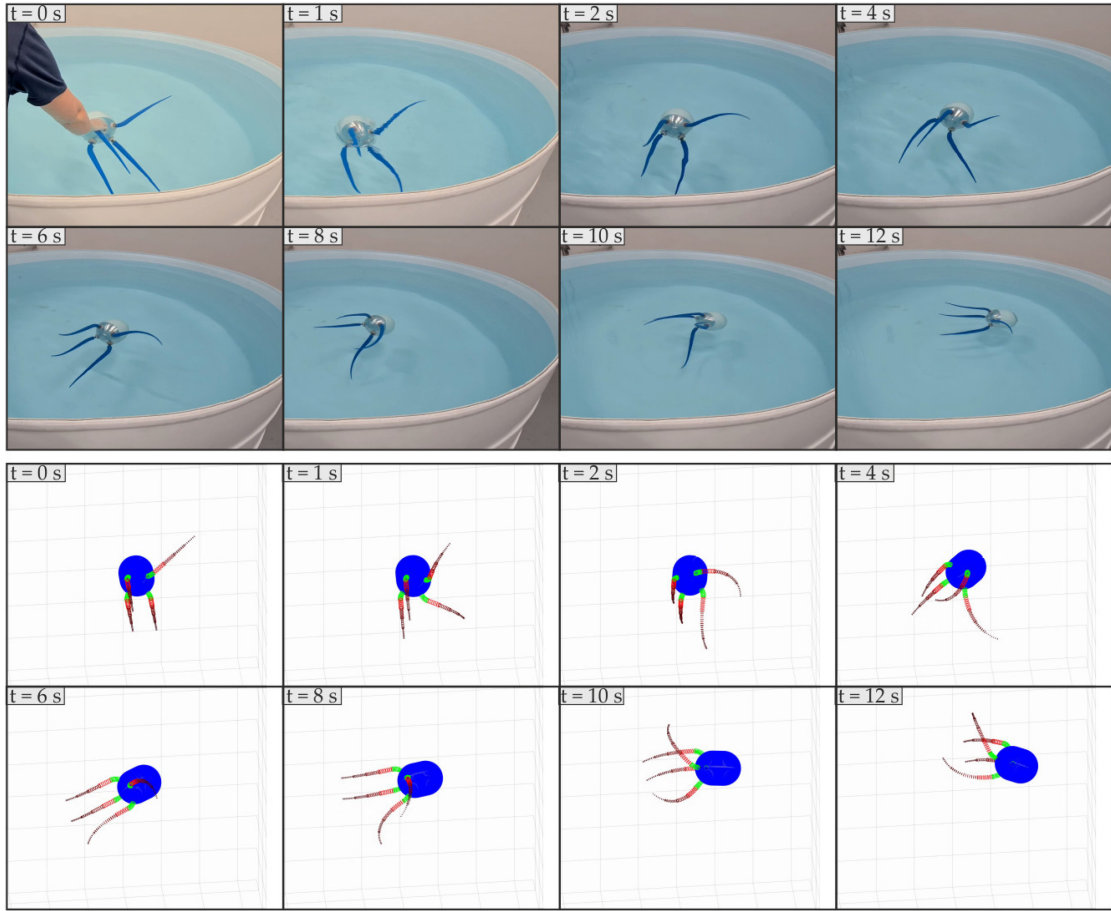 t = 0 s
t = 1 s
t = 2 s
t = 4 s
t = 6 s
t = 8 s
t = 10 s
t = 12 s
t = 0 s
t = 1 s
t = 2 s
t = 4 s
t = 6 s
t = 8 s
t = 10 s
t = 12 s